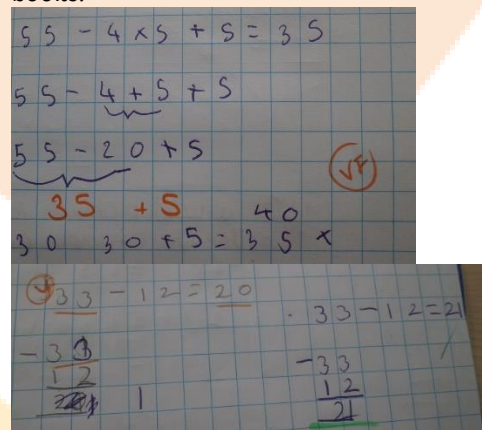 55 - 4 x 5 + 5 = 35
55 - 4 + 5 + 5
55 - 20 + 5
VF
35 + 5
40
30 30 + 5 = 35 x
33 - 12 = 20
- 33
12
1
. 33 - 12 = 21
- 33
12
21